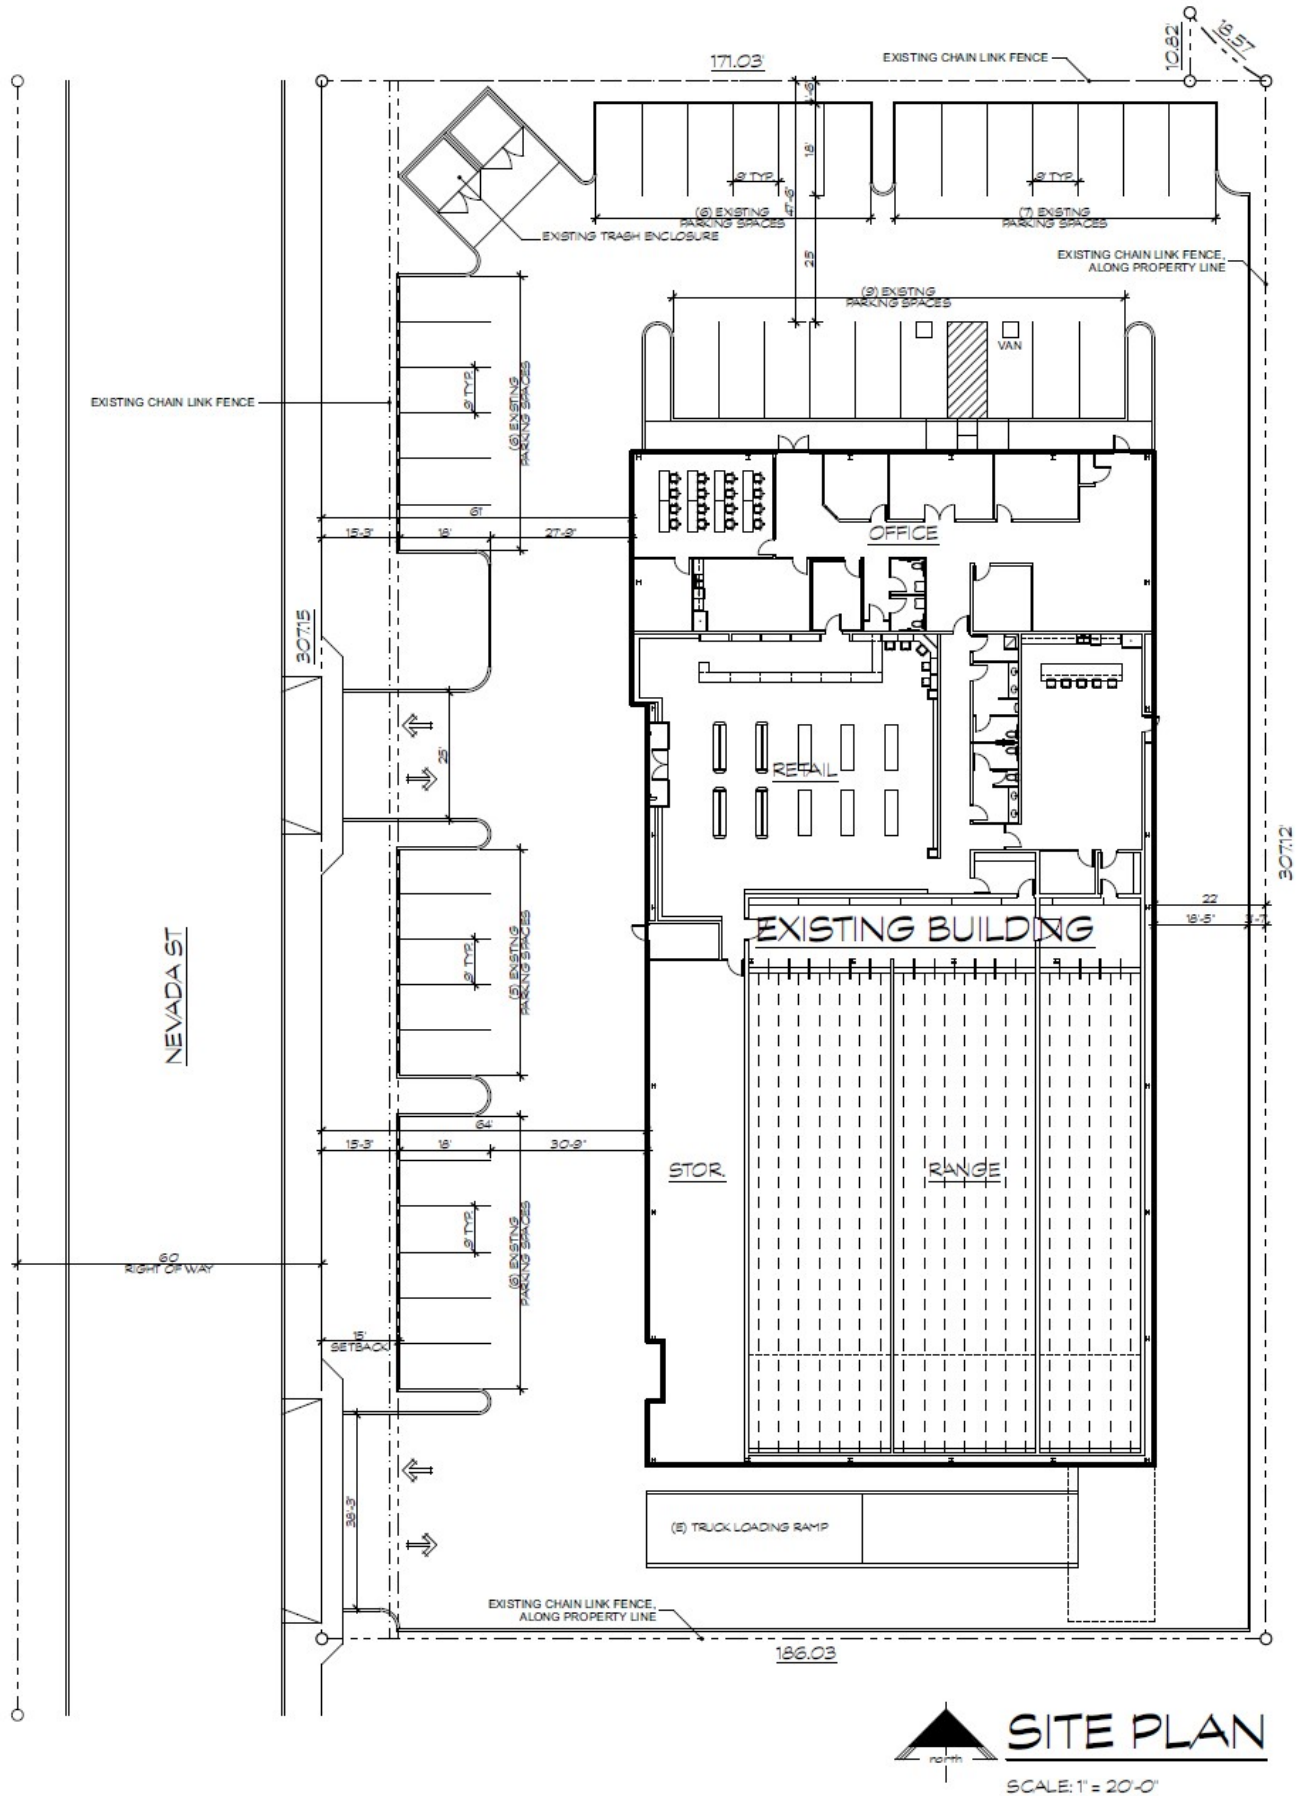 171.03'
EXISTING CHAIN LINK FENCE
10.82'
18.57
18'
9' TYP.
9' TYP.
47'-6"
(6) EXISTING
PARKING SPACES
(7) EXISTING
PARKING SPACES
EXISTING TRASH ENCLOSURE
25'
EXISTING CHAIN LINK FENCE,
ALONG PROPERTY LINE
(9) EXISTING
PARKING SPACES
VAN
EXISTING CHAIN LINK FENCE
9' TYP.
(6) EXISTING
PARKING SPACES
61'
15'-3"
18'
27'-9"
OFFICE
307.15
25'
RETAIL
307.12'
22'
18'-5"
EXISTING BUILDING
9' TYP.
(5) EXISTING
PARKING SPACES
NEVADA ST
64'
15'-3"
18'
30'-9"
STOR.
RANGE
9' TYP.
(6) EXISTING
PARKING SPACES
60
RIGHT OF WAY
15'
SETBACK
38'-3"
(E) TRUCK LOADING RAMP
EXISTING CHAIN LINK FENCE,
ALONG PROPERTY LINE
186.03
north
SITE PLAN
SCALE: 1" = 20'-0"